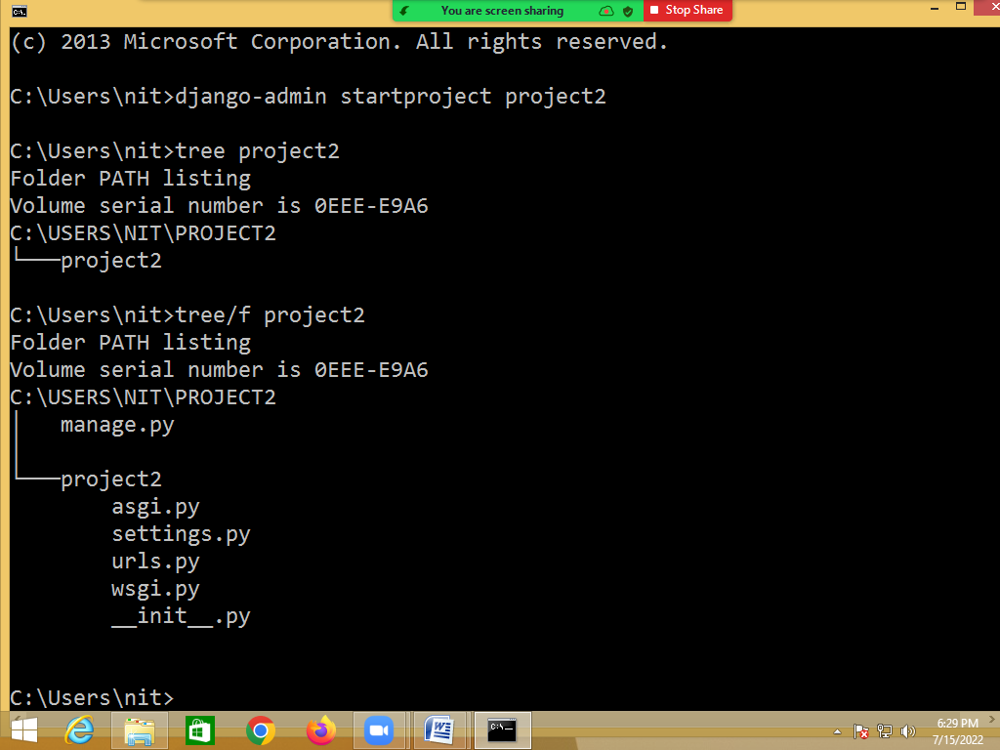 You are screen sharing
Stop Share
(c) 2013 Microsoft Corporation. All rights reserved.
C:\Users\nit>django-admin startproject project2
C:\Users\nit>tree project2
Folder PATH listing
Volume serial number is 0EEE-E9A6
C:\USERS\NIT\PROJECT2
└───project2
C:\Users\nit>tree/f project2
Folder PATH listing
Volume serial number is 0EEE-E9A6
C:\USERS\NIT\PROJECT2
│   manage.py
│
└───project2
        asgi.py
        settings.py
        urls.py
        wsgi.py
        __init__.py
C:\Users\nit>
6:29 PM
7/15/2022